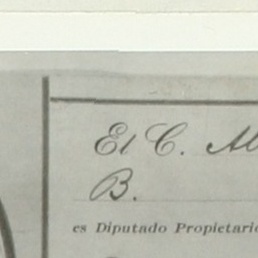 El C.
B.
es Diputado Propietario